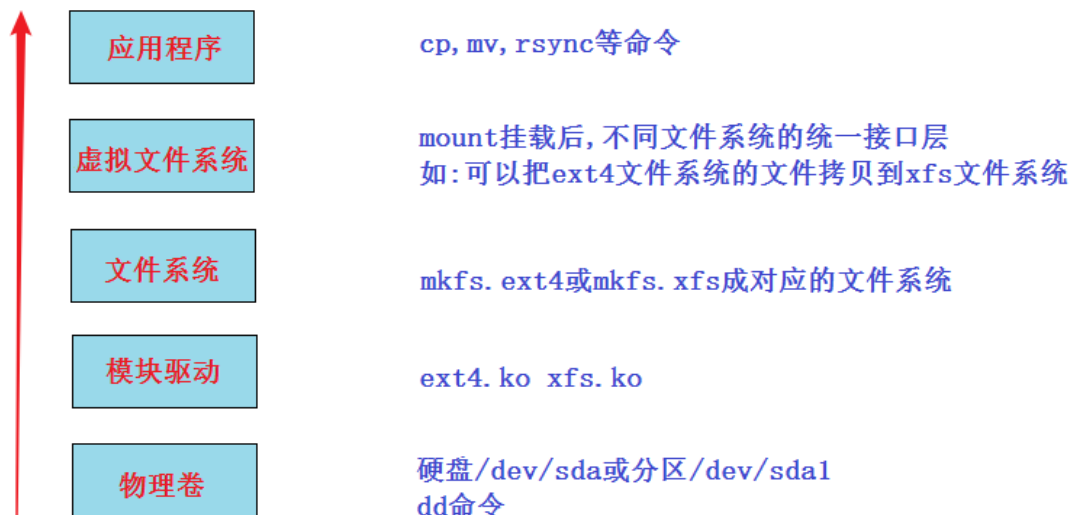 应用程序
cp,mv,rsync等命令
虚拟文件系统
mount挂载后,不同文件系统的统一接口层
如:可以把ext4文件系统的文件拷贝到xfs文件系统
文件系统
mkfs.ext4或mkfs.xfs成对应的文件系统
模块驱动
ext4.ko xfs.ko
物理卷
硬盘/dev/sda或分区/dev/sda1
dd命令